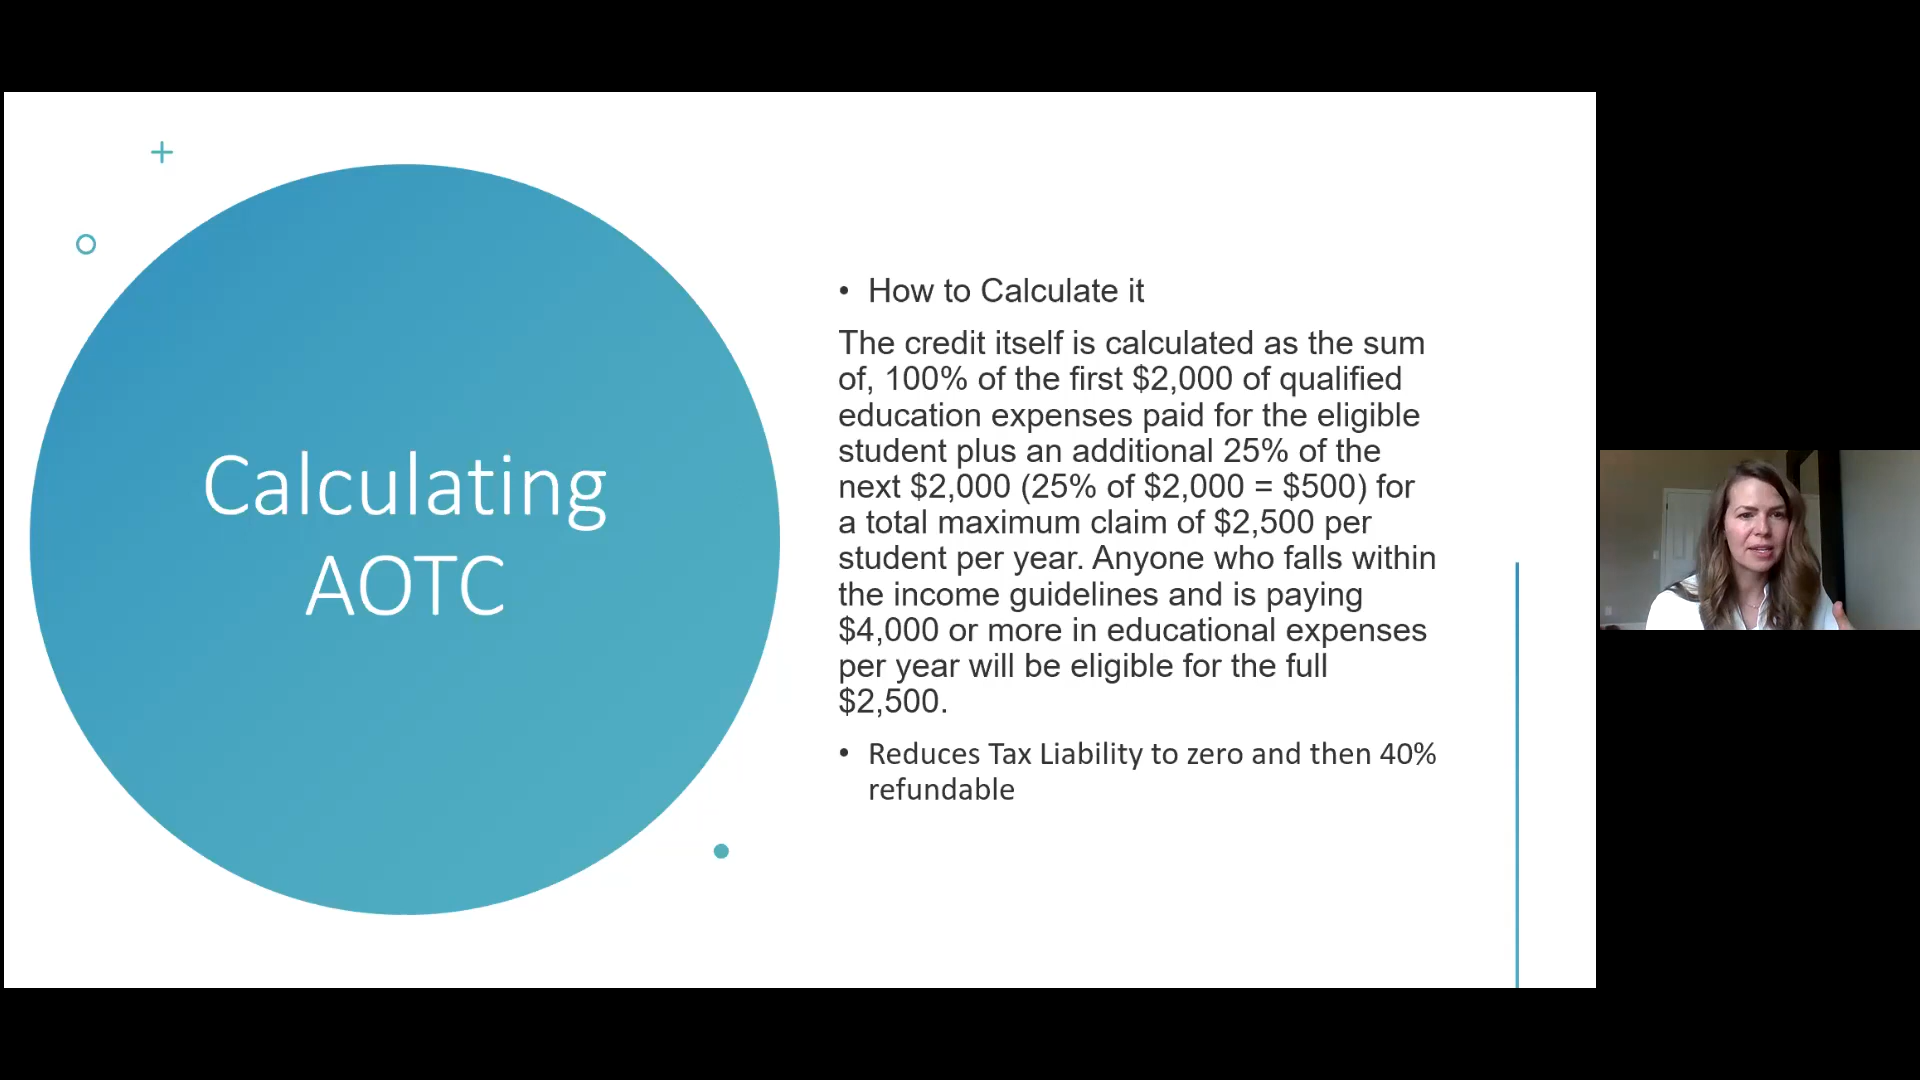 Calculating
AOTC
• How to Calculate it
The credit itself is calculated as the sum
of, 100% of the first $2,000 of qualified
education expenses paid for the eligible
student plus an additional 25% of the
next $2,000 (25% of $2,000 = $500) for
a total maximum claim of $2,500 per
student per year. Anyone who falls within
the income guidelines and is paying
$4,000 or more in educational expenses
per year will be eligible for the full
$2,500.
• Reduces Tax Liability to zero and then 40%
refundable